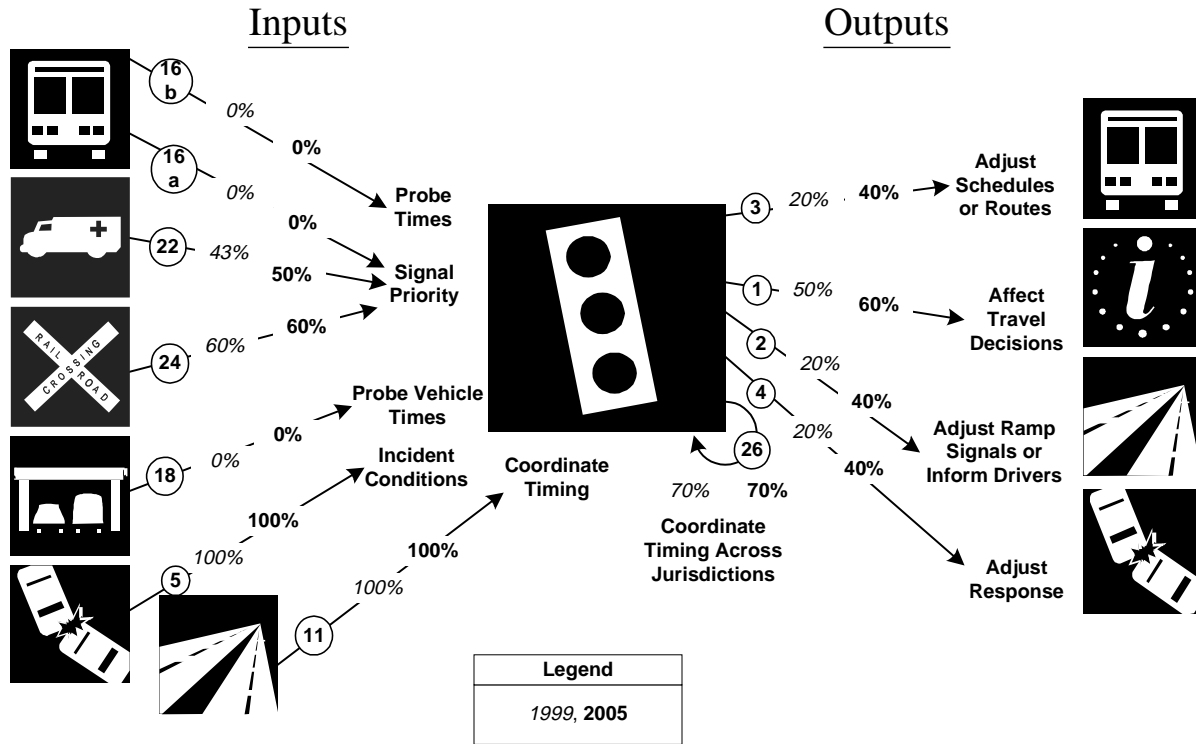 Inputs
Outputs
16
b
0%
0%
Probe
Times
16
a
0%
0%
22
43%
50%
Signal
Priority
RAIL
ROAD
CROSSING
24
60%
60%
18
0%
0%
Probe Vehicle
Times
5
100%
100%
Incident
Conditions
11
100%
100%
Coordinate
Timing
3
20%
40%
Adjust
Schedules
or Routes
1
50%
60%
Affect
Travel
Decisions
i
2
20%
40%
Adjust Ramp
Signals or
Inform Drivers
4
20%
40%
Adjust
Response
26
70%
70%
Coordinate
Timing Across
Jurisdictions
Legend
1999, 2005